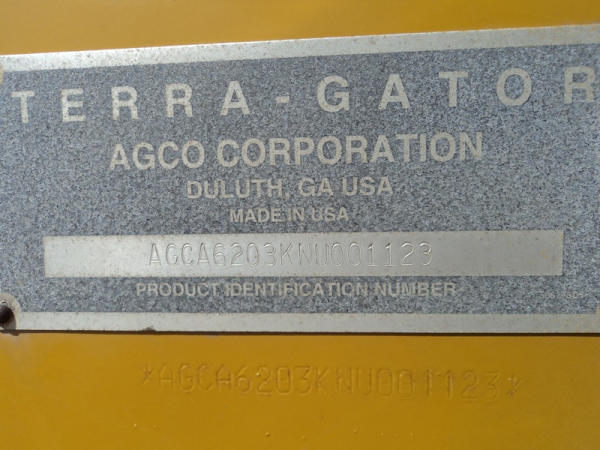 TERRA-GATOR
AGCO CORPORATION
DULUTH, GA USA
MADE IN USA
AGCA6203KNU001123
PRODUCT IDENTIFICATION NUMBER
*AGCA6203KNU001123*